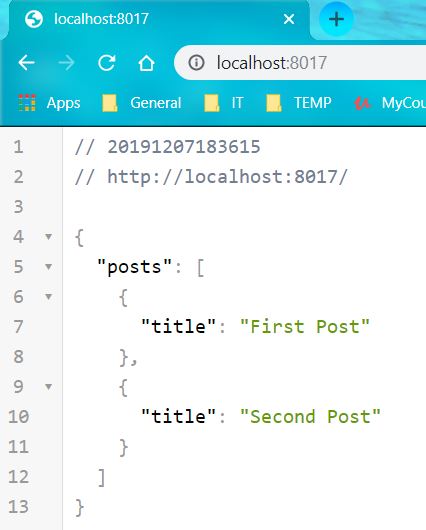 localhost:8017
localhost:8017
Apps General IT TEMP MyCou
1 // 20191207183615
2 // http://localhost:8017/
3
4 {
5 "posts": [
6 {
7 "title": "First Post"
8 },
9 {
10 "title": "Second Post"
11 }
12 ]
13 }